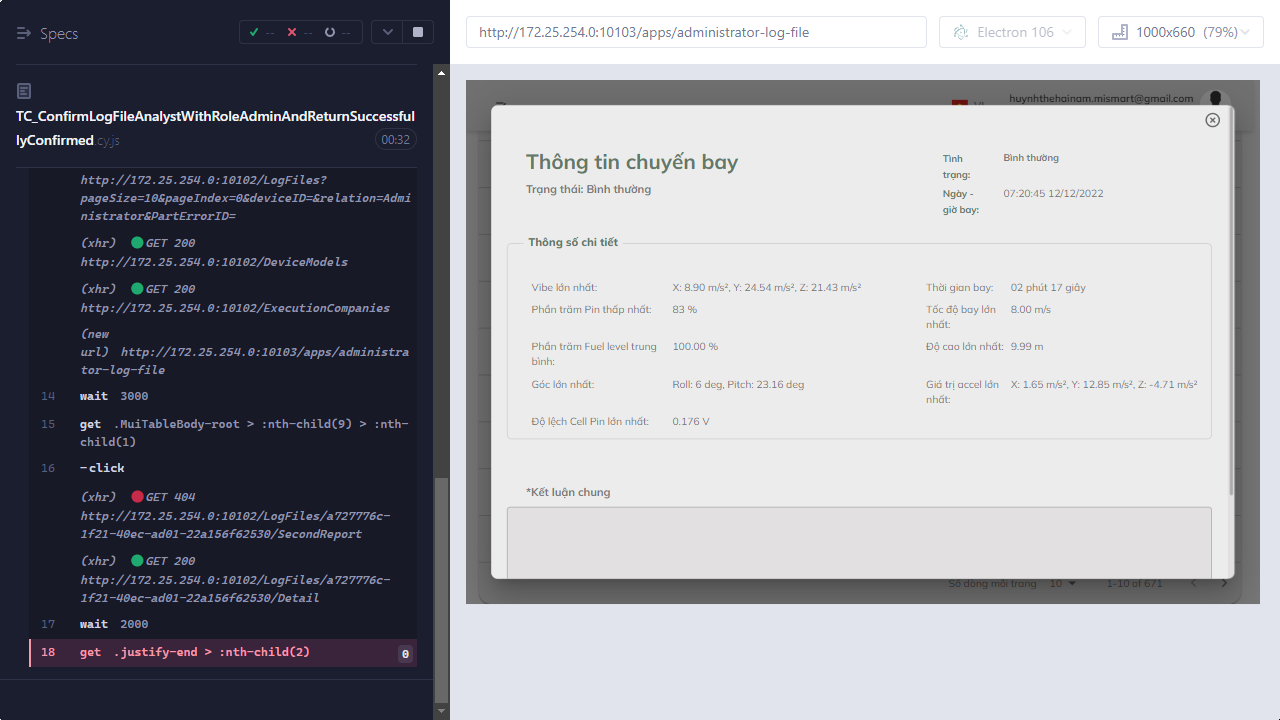 Specs
--
--
--
TC_ConfirmLogFileAnalystWithRoleAdminAndReturnSuccessful
lyConfirmed.cy.js
00:32
http://172.25.254.0:10102/LogFiles?
pageSize=10&pageIndex=0&deviceID=&relation=Admi
nistrator&PartErrorID=
(xhr) GET 200
http://172.25.254.0:10102/DeviceModels
(xhr) GET 200
http://172.25.254.0:10102/ExecutionCompanies
(new
url) http://172.25.254.0:10103/apps/administra
tor-log-file
14 wait 3000
15 get .MuiTableBody-root > :nth-child(9) > :nth-
child(1)
16 -click
(xhr) GET 404
http://172.25.254.0:10102/LogFiles/a727776c-
1f21-40ec-ad01-22a156f62530/SecondReport
(xhr) GET 200
http://172.25.254.0:10102/LogFiles/a727776c-
1f21-40ec-ad01-22a156f62530/Detail
17 wait 2000
18 get .justify-end > :nth-child(2) 0
http://172.25.254.0:10103/apps/administrator-log-file
Electron 106
1000x660 (79%)
huynhthehainam.mismart@gmail.com
Thông tin chuyến bay
Trạng thái: Bình thường
Tình
trạng:
Bình thường
Ngày -
giờ bay:
07:20:45 12/12/2022
Thông số chi tiết
Vibe lớn nhất: X: 8.90 m/s², Y: 24.54 m/s², Z: 21.43 m/s²
Thời gian bay: 02 phút 17 giây
Phần trăm Pin thấp nhất: 83 %
Tốc độ bay lớn
nhất:
8.00 m/s
Phần trăm Fuel level trung
bình:
100.00 %
Độ cao lớn nhất: 9.99 m
Góc lớn nhất: Roll: 6 deg, Pitch: 23.16 deg
Giá trị accel lớn
nhất:
X: 1.65 m/s², Y: 12.85 m/s², Z: -4.71 m/s²
Độ lệch Cell Pin lớn nhất: 0.176 V
*Kết luận chung
Số dòng mỗi trang 10 1-10 of 671